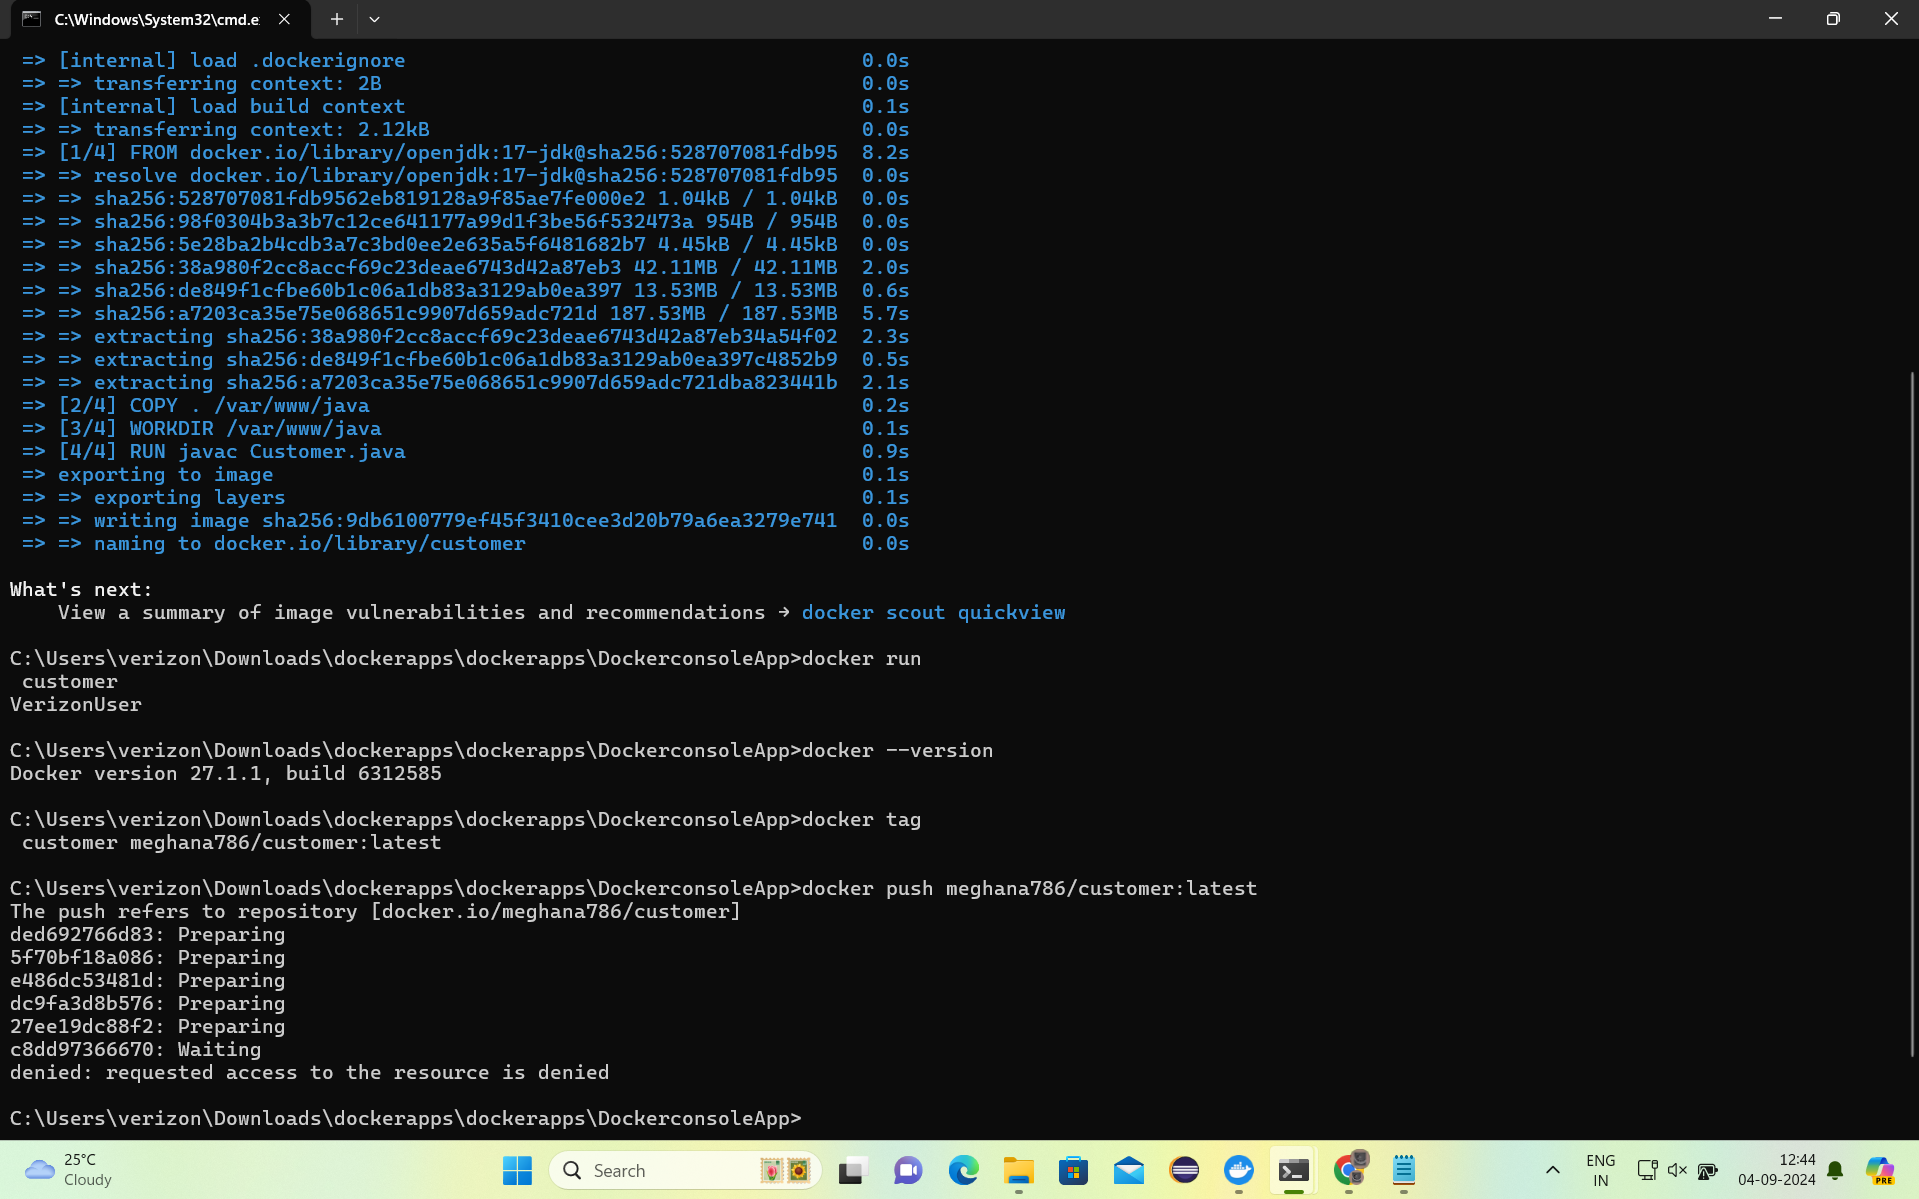 C:\Windows\System32\cmd.e
=> [internal] load .dockerignore 0.0s
=> => transferring context: 2B 0.0s
=> [internal] load build context 0.1s
=> => transferring context: 2.12kB 0.0s
=> [1/4] FROM docker.io/library/openjdk:17-jdk@sha256:528707081fdb95 8.2s
=> => resolve docker.io/library/openjdk:17-jdk@sha256:528707081fdb95 0.0s
=> => sha256:528707081fdb9562eb819128a9f85ae7fe000e2 1.04kB / 1.04kB 0.0s
=> => sha256:98f0304b3a3b7c12ce641177a99d1f3be56f532473a 954B / 954B 0.0s
=> => sha256:5e28ba2b4cdb3a7c3bd0ee2e635a5f6481682b7 4.45kB / 4.45kB 0.0s
=> => sha256:38a980f2cc8accf69c23deae6743d42a87eb3 42.11MB / 42.11MB 2.0s
=> => sha256:de849f1cfbe60b1c06a1db83a3129ab0ea397 13.53MB / 13.53MB 0.6s
=> => sha256:a7203ca35e75e068651c9907d659adc721d 187.53MB / 187.53MB 5.7s
=> => extracting sha256:38a980f2cc8accf69c23deae6743d42a87eb34a54f02 2.3s
=> => extracting sha256:de849f1cfbe60b1c06a1db83a3129ab0ea397c4852b9 0.5s
=> => extracting sha256:a7203ca35e75e068651c9907d659adc721dba823441b 2.1s
=> [2/4] COPY . /var/www/java 0.2s
=> [3/4] WORKDIR /var/www/java 0.1s
=> [4/4] RUN javac Customer.java 0.9s
=> exporting to image 0.1s
=> => exporting layers 0.1s
=> => writing image sha256:9db6100779ef45f3410cee3d20b79a6ea3279e741 0.0s
=> => naming to docker.io/library/customer 0.0s
What's next:
View a summary of image vulnerabilities and recommendations → docker scout quickview
C:\Users\verizon\Downloads\dockerapps\dockerapps\DockerconsoleApp>docker run
customer
VerizonUser
C:\Users\verizon\Downloads\dockerapps\dockerapps\DockerconsoleApp>docker --version
Docker version 27.1.1, build 6312585
C:\Users\verizon\Downloads\dockerapps\dockerapps\DockerconsoleApp>docker tag
customer meghana786/customer:latest
C:\Users\verizon\Downloads\dockerapps\dockerapps\DockerconsoleApp>docker push meghana786/customer:latest
The push refers to repository [docker.io/meghana786/customer]
ded692766d83: Preparing
5f70bf18a086: Preparing
e486dc53481d: Preparing
dc9fa3d8b576: Preparing
27ee19dc88f2: Preparing
c8dd97366670: Waiting
denied: requested access to the resource is denied
C:\Users\verizon\Downloads\dockerapps\dockerapps\DockerconsoleApp>
25°C
Cloudy
Search
ENG
IN
12:44
04-09-2024
PRE